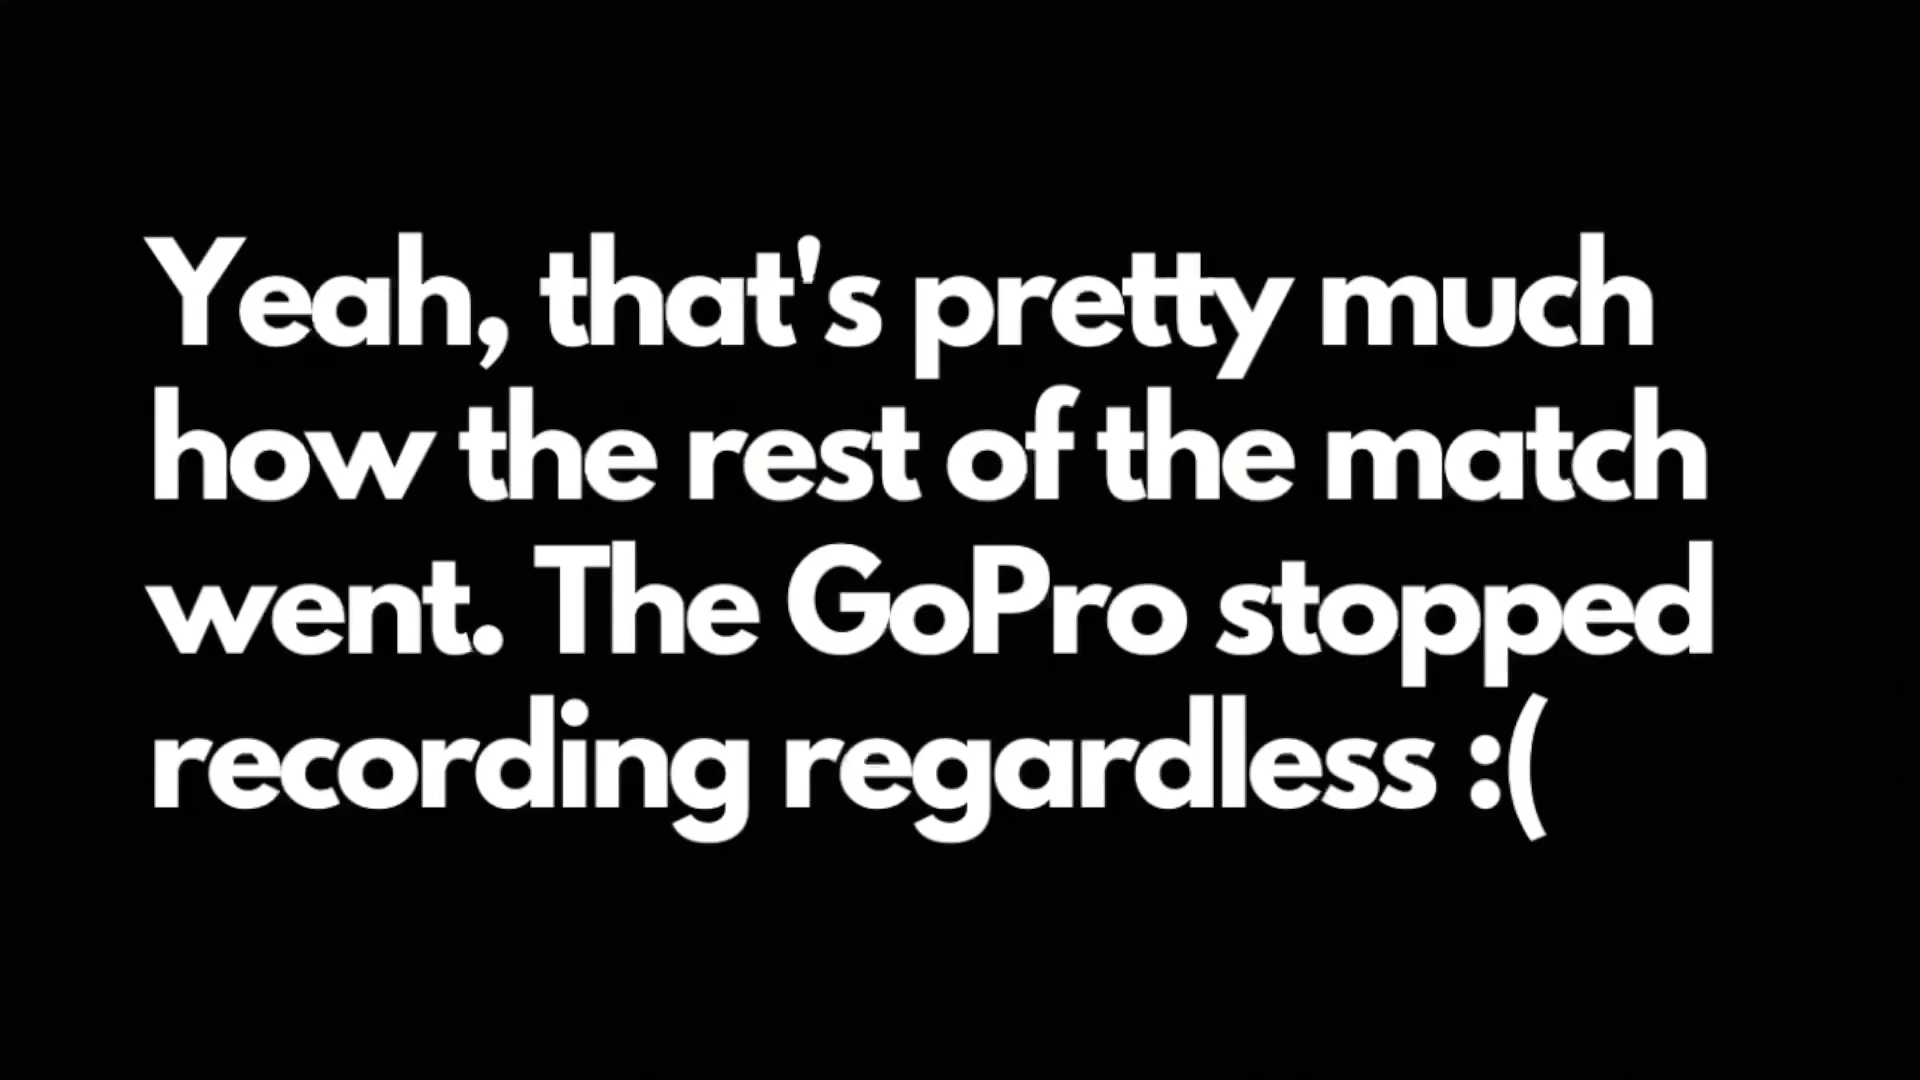 Yeah, that's pretty much
how the rest of the match
went. The GoPro stopped
recording regardless :(